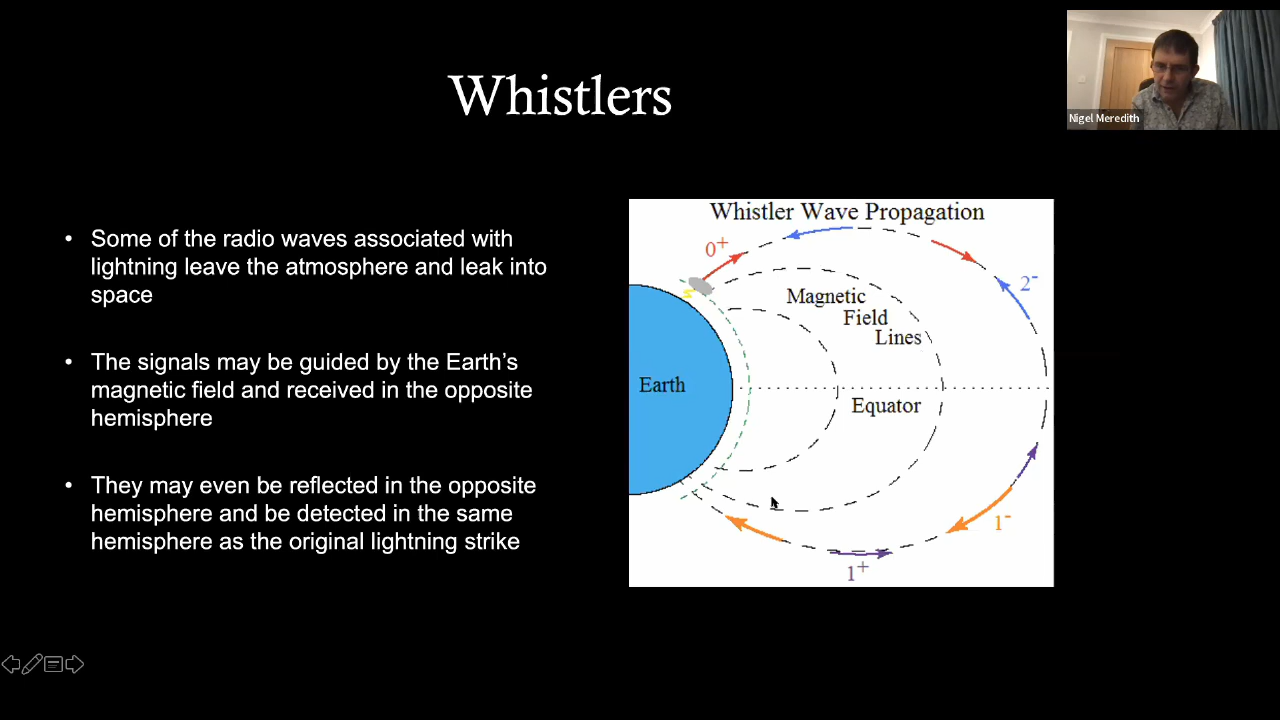 Whistlers
Nigel Meredith
• Some of the radio waves associated with
lightning leave the atmosphere and leak into
space
• The signals may be guided by the Earth’s
magnetic field and received in the opposite
hemisphere
• They may even be reflected in the opposite
hemisphere and be detected in the same
hemisphere as the original lightning strike
Whistler Wave Propagation
0⁺
2⁻
Magnetic
Field
Lines
Earth
Equator
1⁻
1⁺